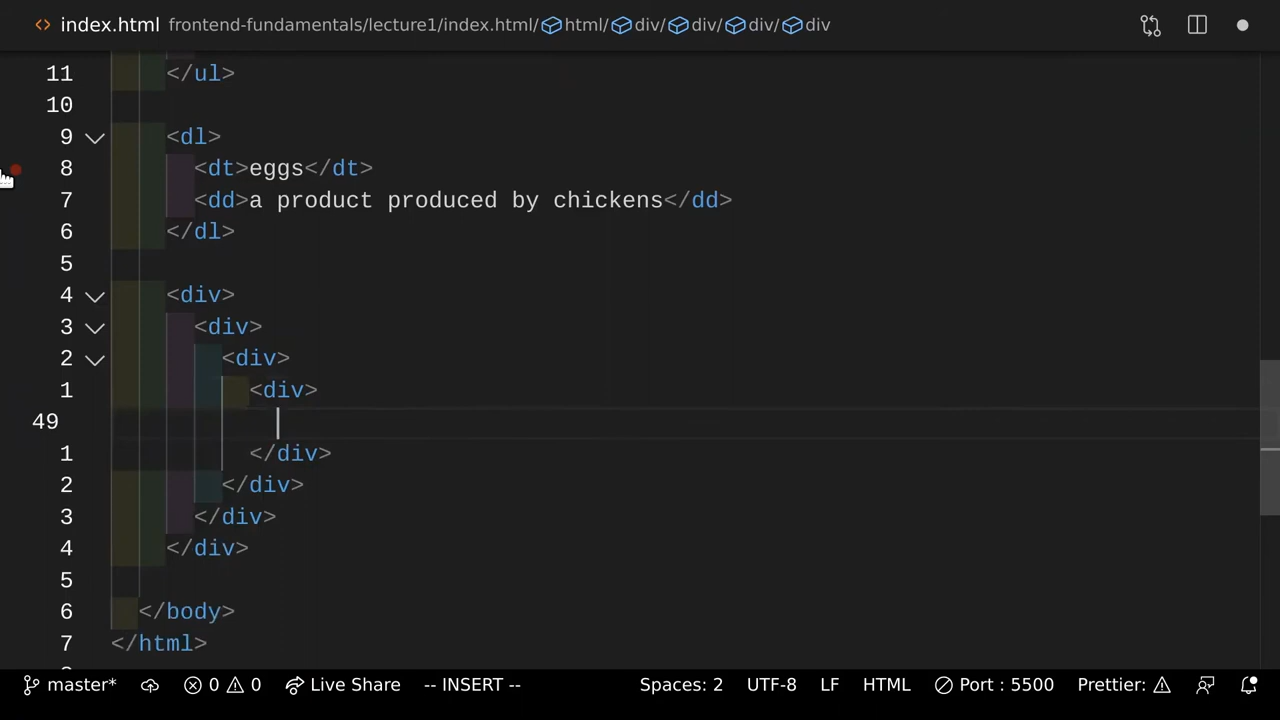 index.html frontend-fundamentals/lecture1/index.html/html/div/div/div/div
11 </ul>
10
9 <dl>
8 <dt>eggs</dt>
7 <dd>a product produced by chickens</dd>
6 </dl>
5
4 <div>
3 <div>
2 <div>
1 <div>
49
1 </div>
2 </div>
3 </div>
4 </div>
5
6 </body>
7 </html>
master* 0 0 Live Share -- INSERT -- Spaces: 2 UTF-8 LF HTML Port : 5500 Prettier: